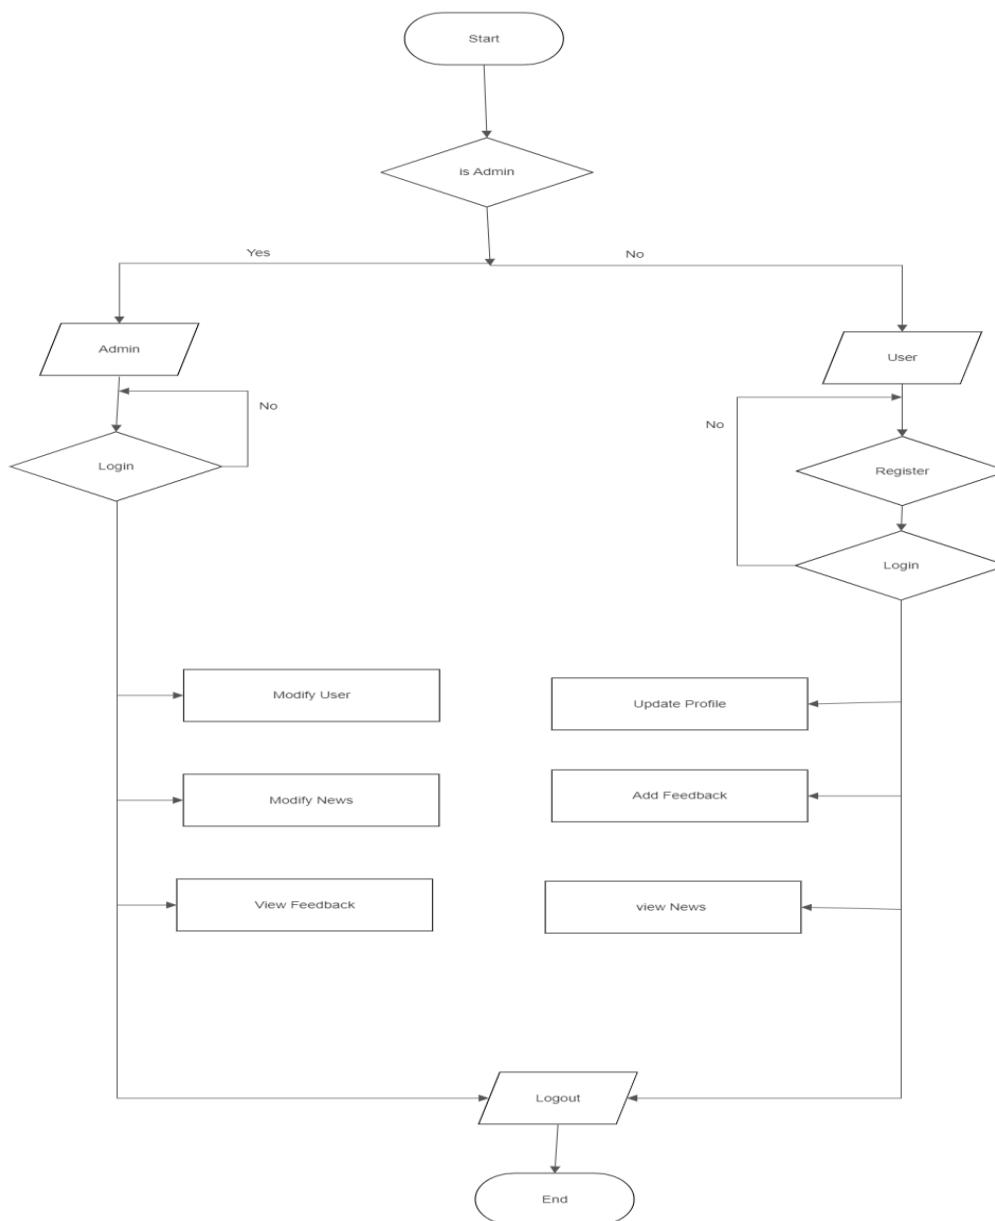 Start
is Admin
Yes
No
Admin
User
No
No
Login
Register
Login
Modify User
Update Profile
Modify News
Add Feedback
View Feedback
view News
Logout
End